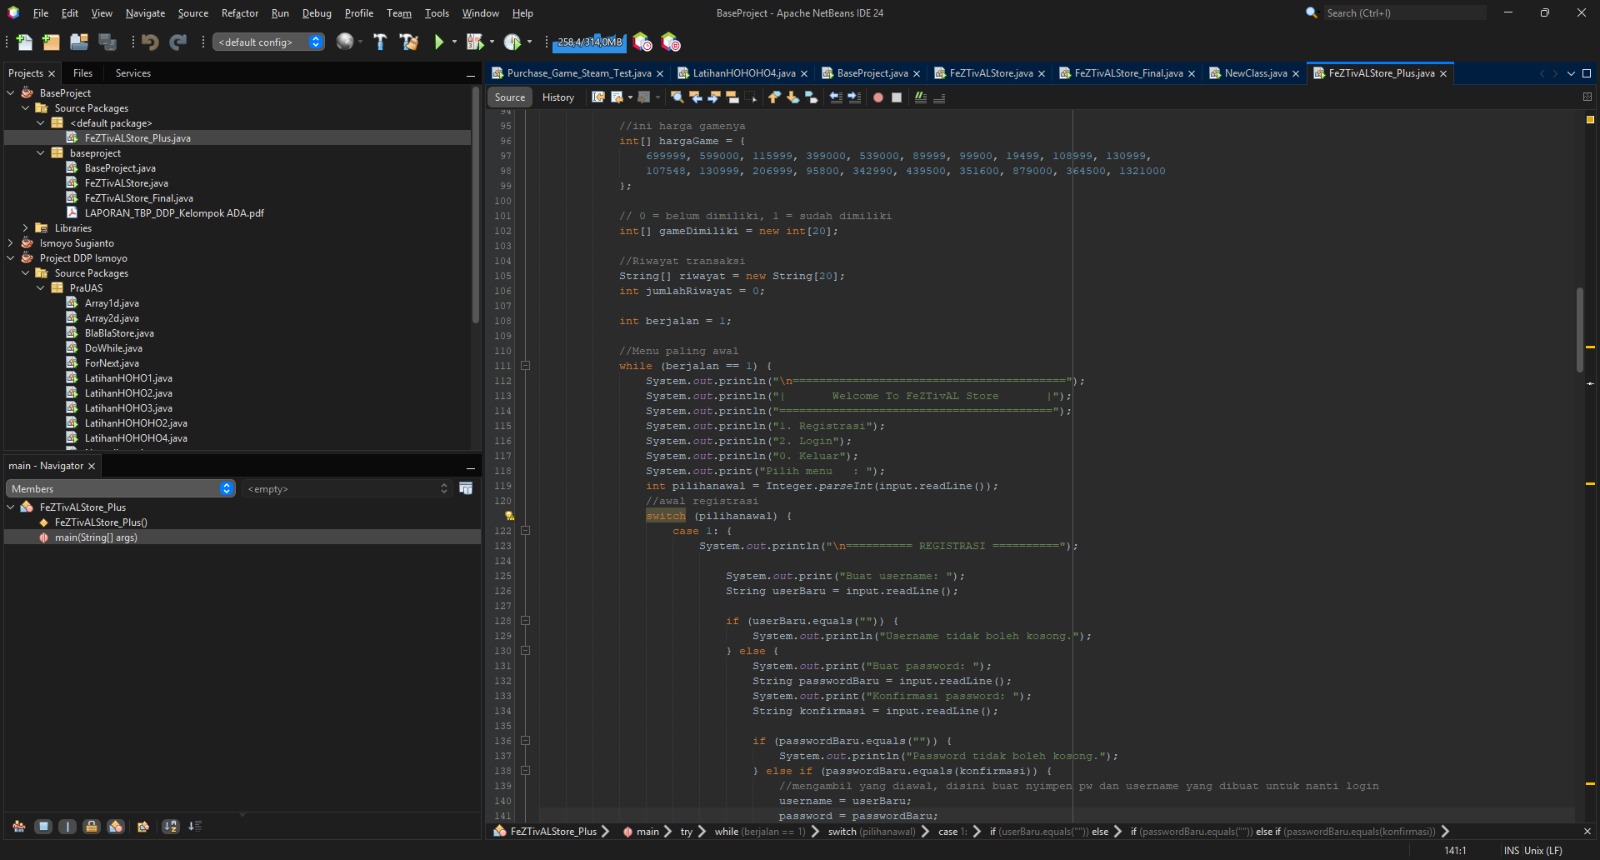 File Edit View Navigate Source Refactor Run Debug Profile Team Tools Window Help
BaseProject - Apache NetBeans IDE 24
Search (Ctrl+I)
<default config>
258,4/314,0MB
Projects Files Services
BaseProject
Source Packages
<default package>
FeZTivALStore_Plus.java
baseproject
BaseProject.java
FeZTivALStore.java
FeZTivALStore_Final.java
LAPORAN_TBP_DDP_Kelompok ADA.pdf
Libraries
Ismoyo Sugianto
Project DDP Ismoyo
Source Packages
PraUAS
Array1d.java
Array2d.java
BlaBlaStore.java
DoWhile.java
ForNext.java
LatihanHOHO1.java
LatihanHOHO2.java
LatihanHOHO3.java
LatihanHOHOHO2.java
LatihanHOHOHO4.java
main - Navigator
Members
<empty>
FeZTivALStore_Plus
FeZTivALStore_Plus()
main(String[] args)
Purchase_Game_Steam_Test.java LatihanHOHOHO4.java BaseProject.java FeZTivALStore.java FeZTivALStore_Final.java NewClass.java FeZTivALStore_Plus.java
Source History
94
95 //ini harga gamenya
96 int[] hargaGame = {
97 699999, 599000, 115999, 399000, 539000, 89999, 99900, 19499, 108999, 130999,
98 107548, 130999, 206999, 95800, 342990, 439500, 351600, 879000, 364500, 1321000
99 };
100
101 // 0 = belum dimiliki, 1 = sudah dimiliki
102 int[] gameDimiliki = new int[20];
103
104 //Riwayat transaksi
105 String[] riwayat = new String[20];
106 int jumlahRiwayat = 0;
107
108 int berjalan = 1;
109
110 //Menu paling awal
111 while (berjalan == 1) {
112 System.out.println("\n=========================================");
113 System.out.println("|       Welcome To FeZTivAL Store       |");
114 System.out.println("=========================================");
115 System.out.println("1. Registrasi");
116 System.out.println("2. Login");
117 System.out.println("0. Keluar");
118 System.out.print("Pilih menu   : ");
119 int pilihanawal = Integer.parseInt(input.readLine());
120 //awal registrasi
switch (pilihanawal) {
122 case 1: {
123 System.out.println("\n========== REGISTRASI ==========");
124
125 System.out.print("Buat username: ");
126 String userBaru = input.readLine();
127
128 if (userBaru.equals("")) {
129 System.out.println("Username tidak boleh kosong.");
130 } else {
131 System.out.print("Buat password: ");
132 String passwordBaru = input.readLine();
133 System.out.print("Konfirmasi password: ");
134 String konfirmasi = input.readLine();
135
136 if (passwordBaru.equals("")) {
137 System.out.println("Password tidak boleh kosong.");
138 } else if (passwordBaru.equals(konfirmasi)) {
139 //mengambil yang diawal, disini buat nyimpen pw dan username yang dibuat untuk nanti login
140 username = userBaru;
141 password = passwordBaru;
FeZTivALStore_Plus main try while (berjalan == 1) switch (pilihanawal) case 1: if (userBaru.equals("")) else if (passwordBaru.equals("")) else if (passwordBaru.equals(konfirmasi))
141:1 INS Unix (LF)